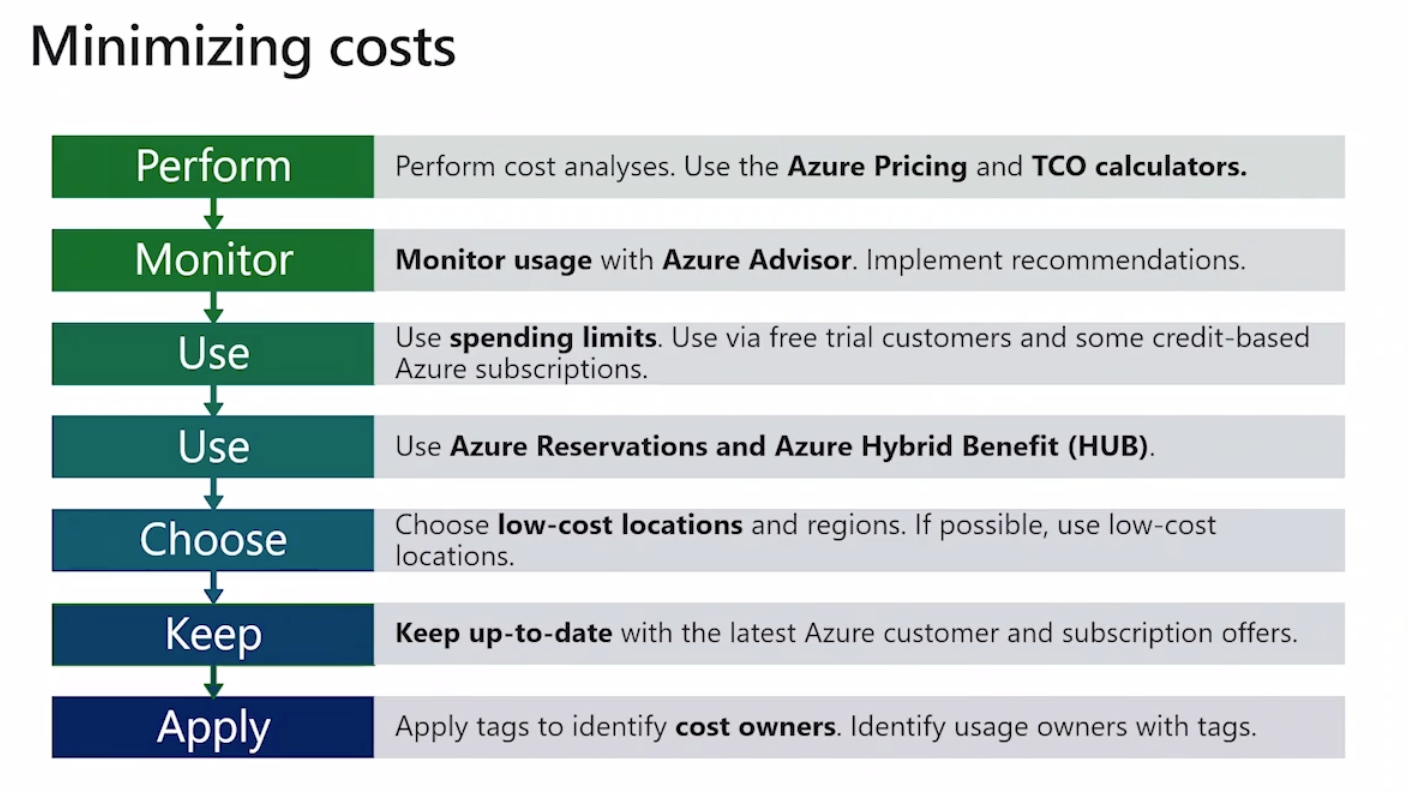 Minimizing costs
Perform
Perform cost analyses. Use the Azure Pricing and TCO calculators.
Monitor
Monitor usage with Azure Advisor. Implement recommendations.
Use
Use spending limits. Use via free trial customers and some credit-based
Azure subscriptions.
Use
Use Azure Reservations and Azure Hybrid Benefit (HUB).
Choose
Choose low-cost locations and regions. If possible, use low-cost
locations.
Keep
Keep up-to-date with the latest Azure customer and subscription offers.
Apply
Apply tags to identify cost owners. Identify usage owners with tags.